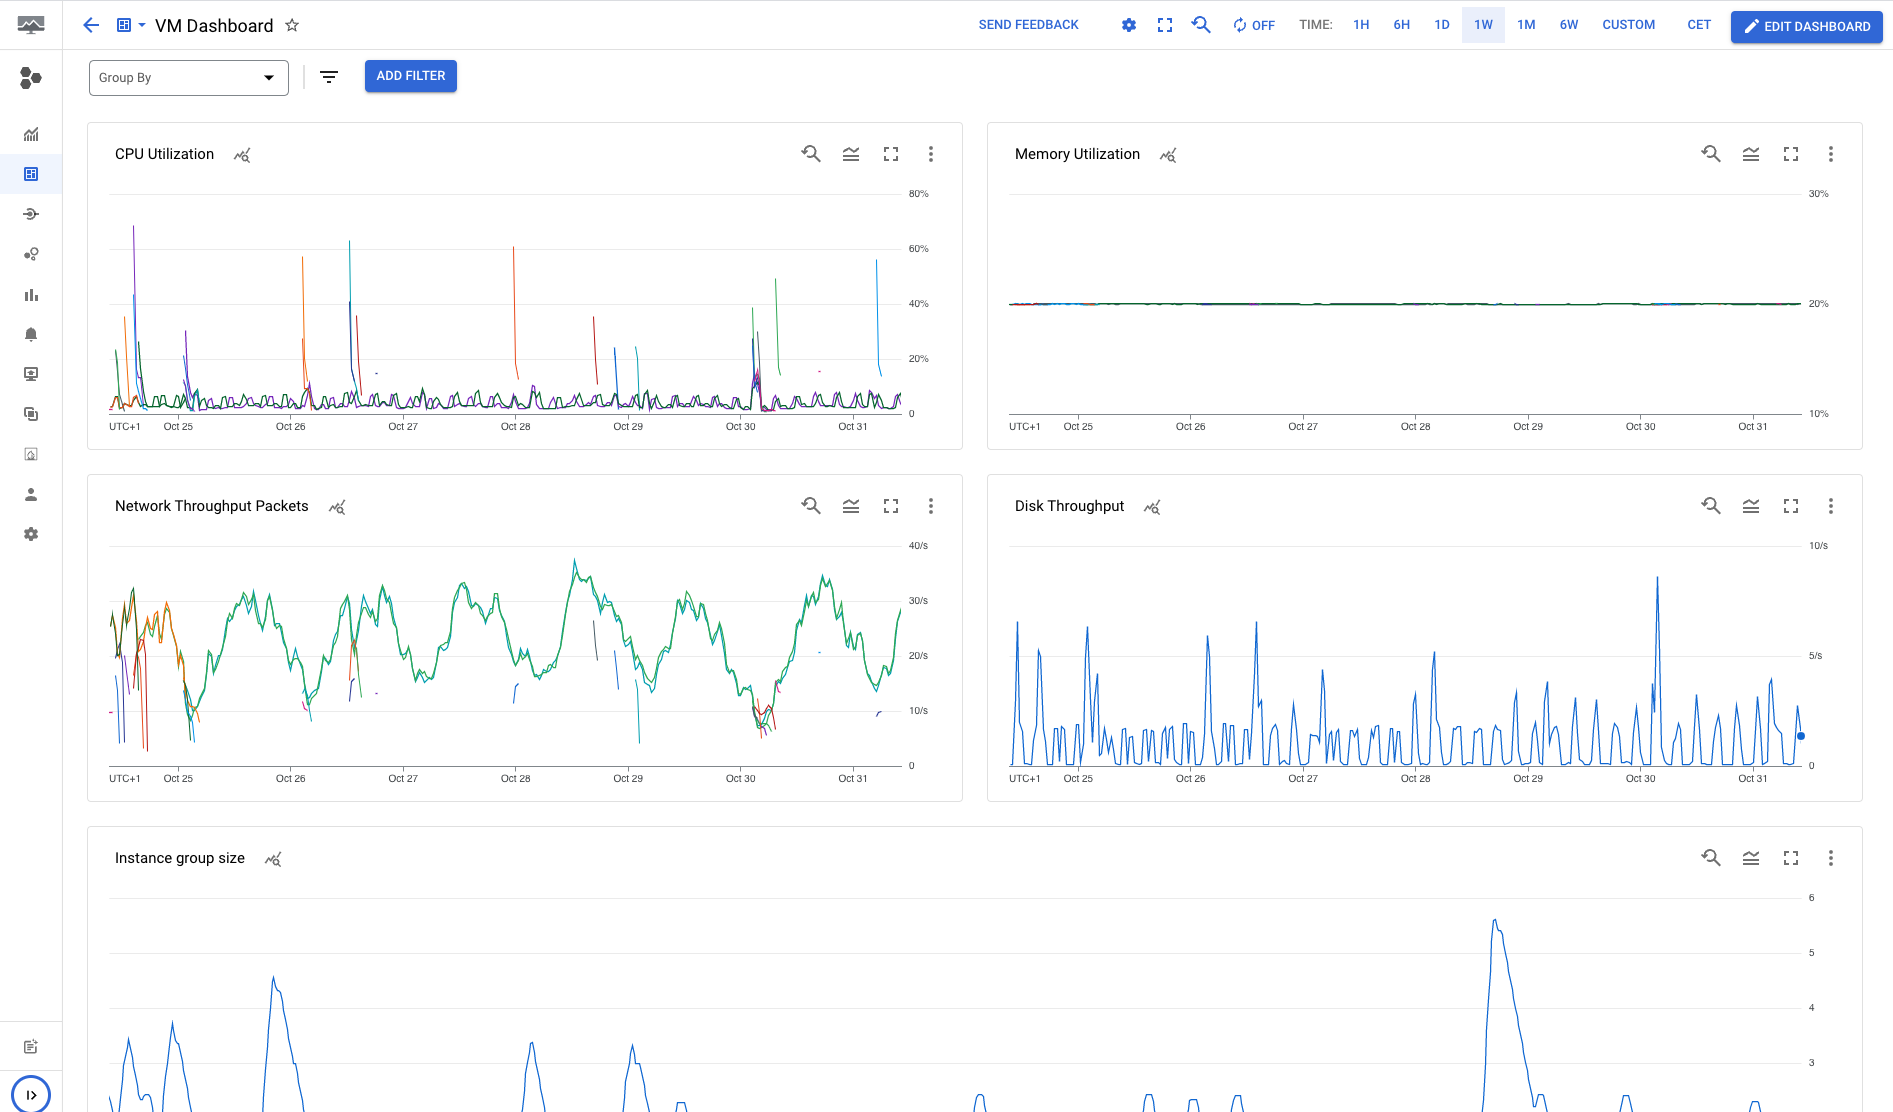 VM Dashboard
SEND FEEDBACK
OFF
TIME:
1H
6H
1D
1W
1M
6W
CUSTOM
CET
EDIT DASHBOARD
Group By
ADD FILTER
CPU Utilization
80%
60%
40%
20%
0
UTC+1 Oct 25 Oct 26 Oct 27 Oct 28 Oct 29 Oct 30 Oct 31
Memory Utilization
30%
20%
10%
UTC+1 Oct 25 Oct 26 Oct 27 Oct 28 Oct 29 Oct 30 Oct 31
Network Throughput Packets
40/s
30/s
20/s
10/s
0
UTC+1 Oct 25 Oct 26 Oct 27 Oct 28 Oct 29 Oct 30 Oct 31
Disk Throughput
10/s
5/s
0
UTC+1 Oct 25 Oct 26 Oct 27 Oct 28 Oct 29 Oct 30 Oct 31
Instance group size
6
5
4
3